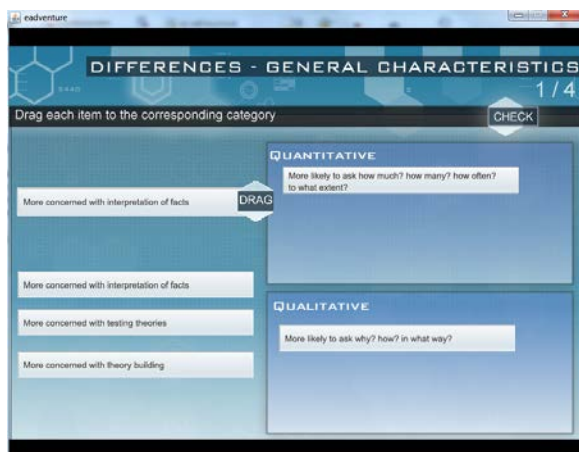 eadventure
DIFFERENCES - GENERAL CHARACTERISTICS
1 / 4
Drag each item to the corresponding category
CHECK
QUANTITATIVE
More likely to ask how much? how many? how often?
to what extent?
More concerned with interpretation of facts
DRAG
More concerned with interpretation of facts
QUALITATIVE
More concerned with testing theories
More likely to ask why? how? in what way?
More concerned with theory building